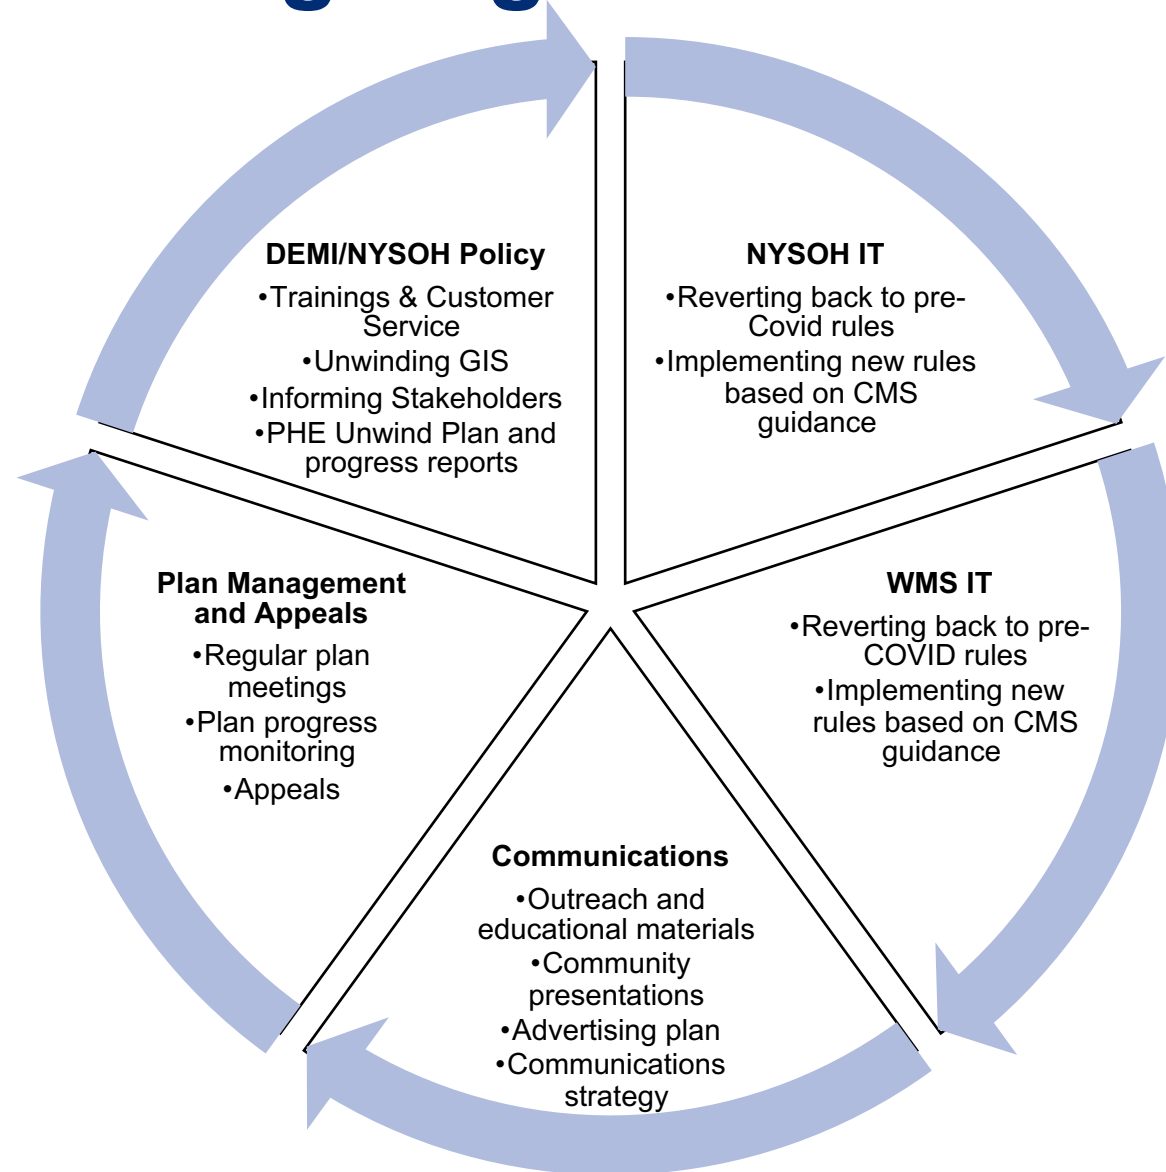 DEMI/NYSOH Policy
•Trainings & Customer
Service
•Unwinding GIS
•Informing Stakeholders
•PHE Unwind Plan and
progress reports
NYSOH IT
•Reverting back to pre-
Covid rules
•Implementing new rules
based on CMS
guidance
WMS IT
•Reverting back to pre-
COVID rules
•Implementing new
rules based on CMS
guidance
Communications
•Outreach and
educational materials
•Community
presentations
•Advertising plan
•Communications
strategy
Plan Management
and Appeals
•Regular plan
meetings
•Plan progress
monitoring
•Appeals